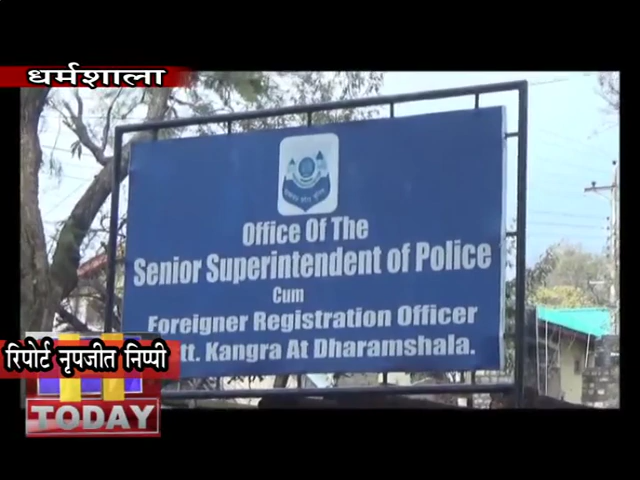 धर्मशाला
Office Of The
Senior Superintendent of Police
Cum
Foreigner Registration Officer
tt. Kangra At Dharamshala.
रिपोर्ट नृपजीत निप्पी
TODAY